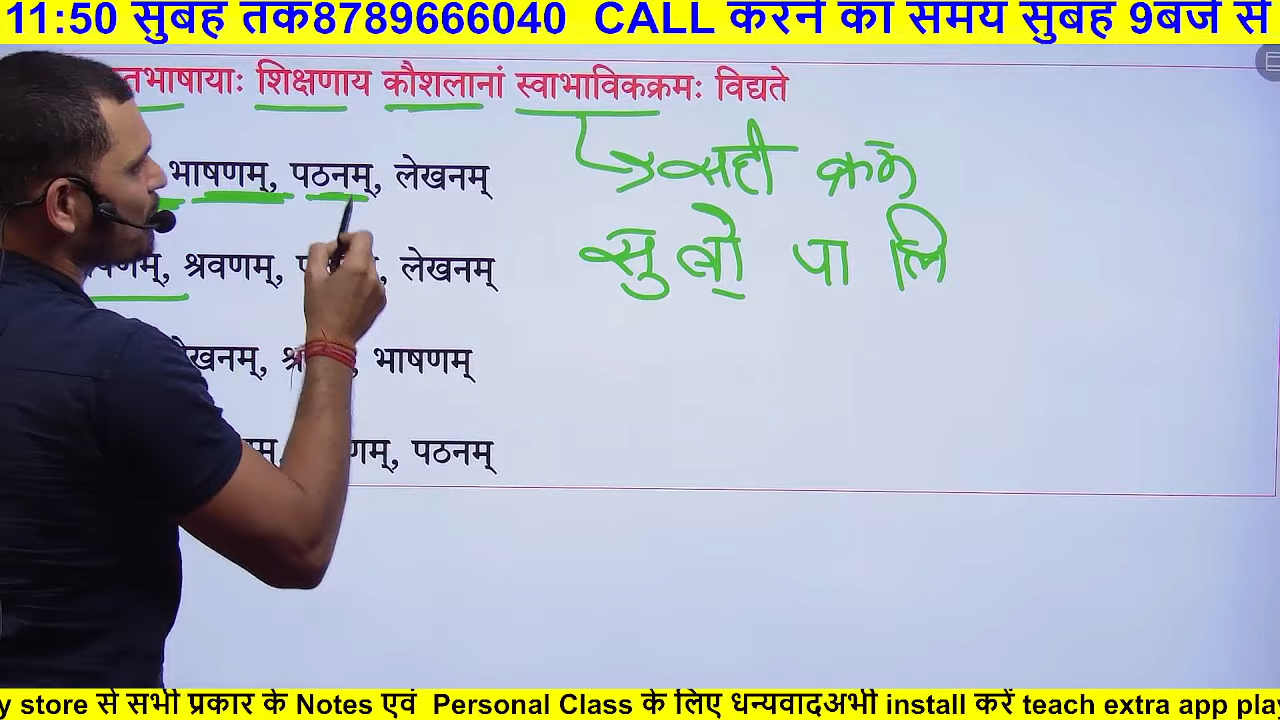 11:50 सुबह तक8789666040 CALL करने का समय सुबह 9बजे से
तभाषायाः शिक्षणाय कौशलानां स्वाभाविकक्रमः विद्यते
भाषणम्, पठनम्, लेखनम्
सही क्रम
श्रवणम्, लेखनम्
सु बो पा लि
खनम्, भाषणम्
पठनम्
y store से सभी प्रकार के Notes एवं Personal Class के लिए धन्यवादअभी install करें teach extra app play